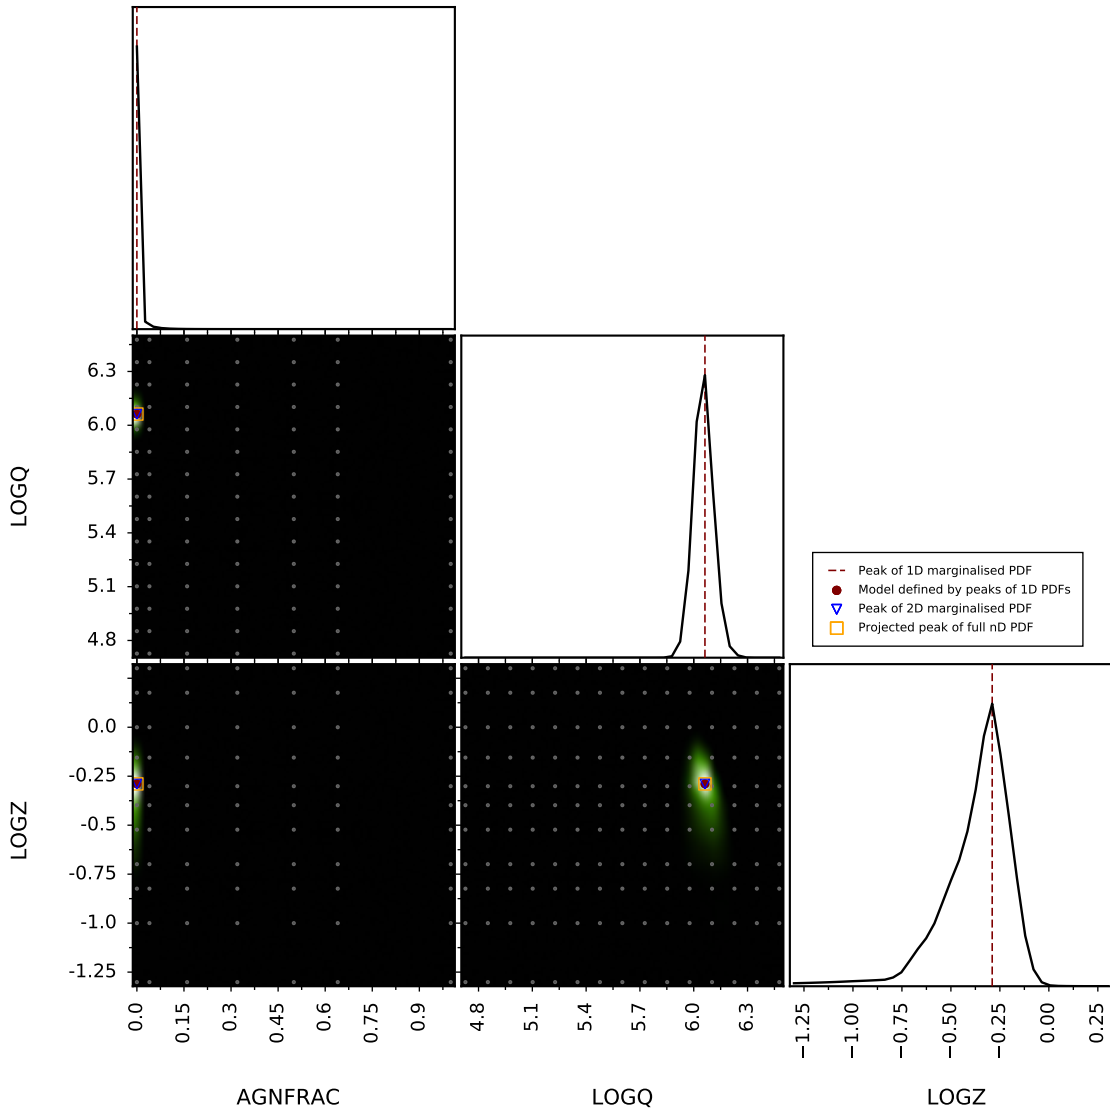 6.3
6.0
5.7
5.4
5.1
4.8
LOGQ
Peak of 1D marginalised PDF
Model defined by peaks of 1D PDFs
Peak of 2D marginalised PDF
Projected peak of full nD PDF
0.0
-0.25
-0.5
-0.75
-1.0
-1.25
LOGZ
0.0 0.15 0.3 0.45 0.6 0.75 0.9
4.8 5.1 5.4 5.7 6.0 6.3
−1.25 −1.00 −0.75 −0.50 −0.25 0.00 0.25
AGNFRAC LOGQ LOGZ